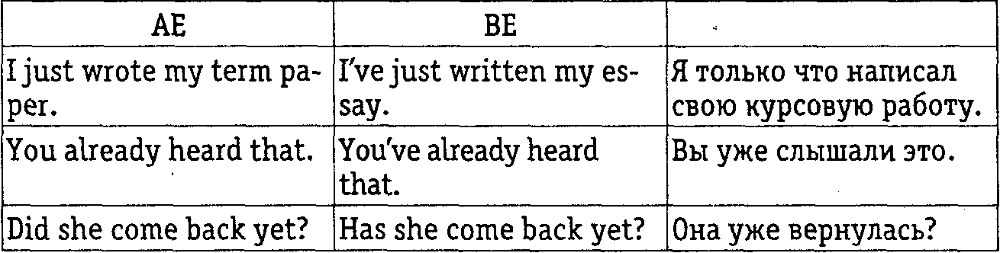 AE
BE
I just wrote my term pa-
per.
I've just written my es-
say.
Я только что написал
свою курсовую работу.
You already heard that.
You've already heard
that.
Вы уже слышали это.
Did she come back yet?
Has she come back yet?
Она уже вернулась?